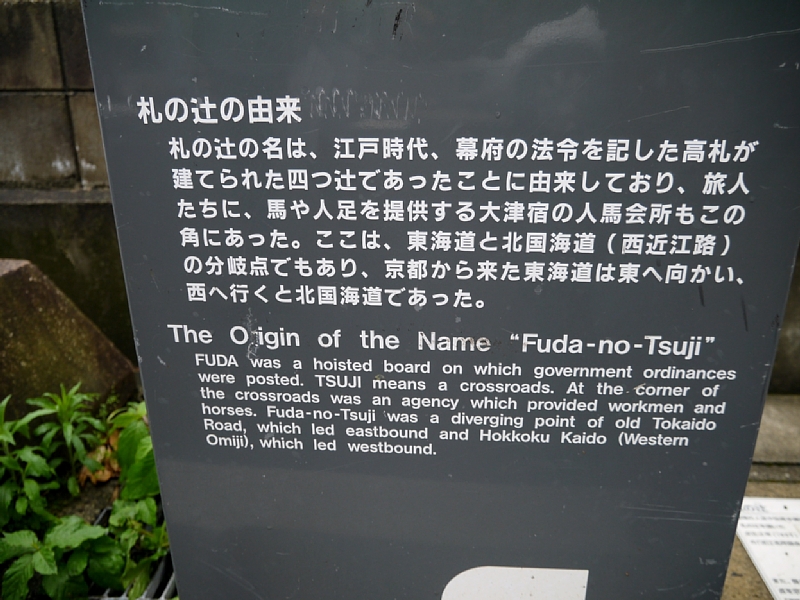 札の辻の由来
札の辻の名は、江戸時代、幕府の法令を記した高札が
建てられた四つ辻であったことに由来しており、旅人
たちに、馬や人足を提供する大津宿の人馬会所もこの
角にあった。ここは、東海道と北国海道（西近江路）
の分岐点でもあり、京都から来た東海道は東へ向かい、
西へ行くと北国海道であった。
The Origin of the Name “Fuda-no-Tsuji”
FUDA was a hoisted board on which government ordinances
were posted. TSUJI means a crossroads. At the corner of
the crossroads was an agency which provided workmen and
horses. Fuda-no-Tsuji was a diverging point of old Tokaido
Road, which led eastbound and Hokkoku Kaido (Western
Omiji), which led westbound.